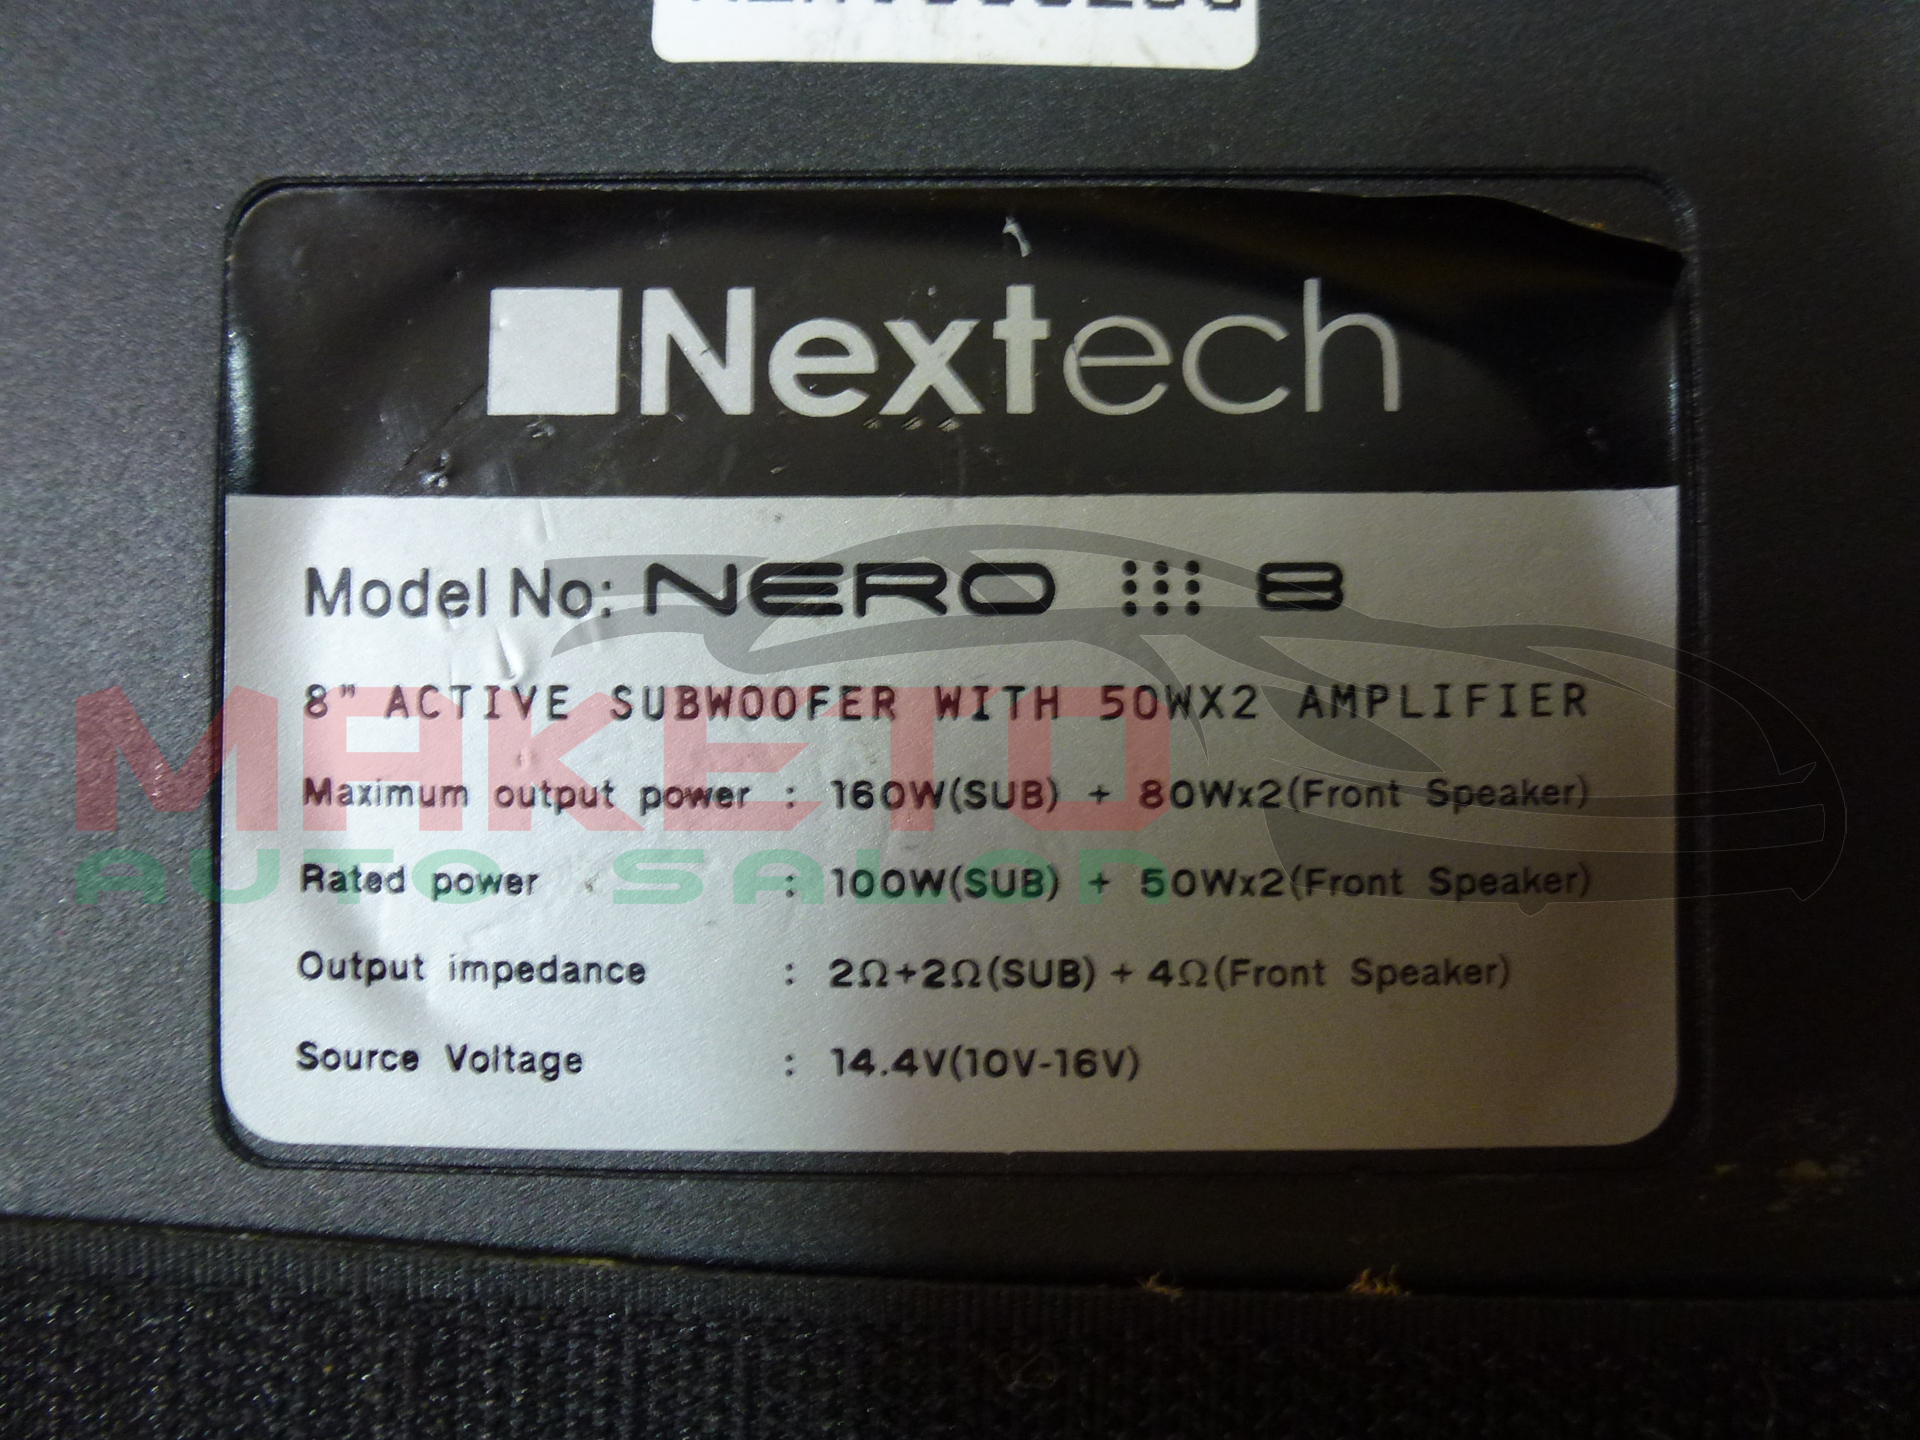 Nextech
Model No: NERO 8
8" ACTIVE SUBWOOFER WITH 50WX2 AMPLIFIER
Maximum output power : 160W(SUB) + 80Wx2(Front Speaker)
MAKETO
Rated power : 100W(SUB) + 50Wx2(Front Speaker)
AUTO SALON
Output impedance : 2Ω+2Ω(SUB) + 4Ω(Front Speaker)
Source Voltage : 14.4V(10V-16V)